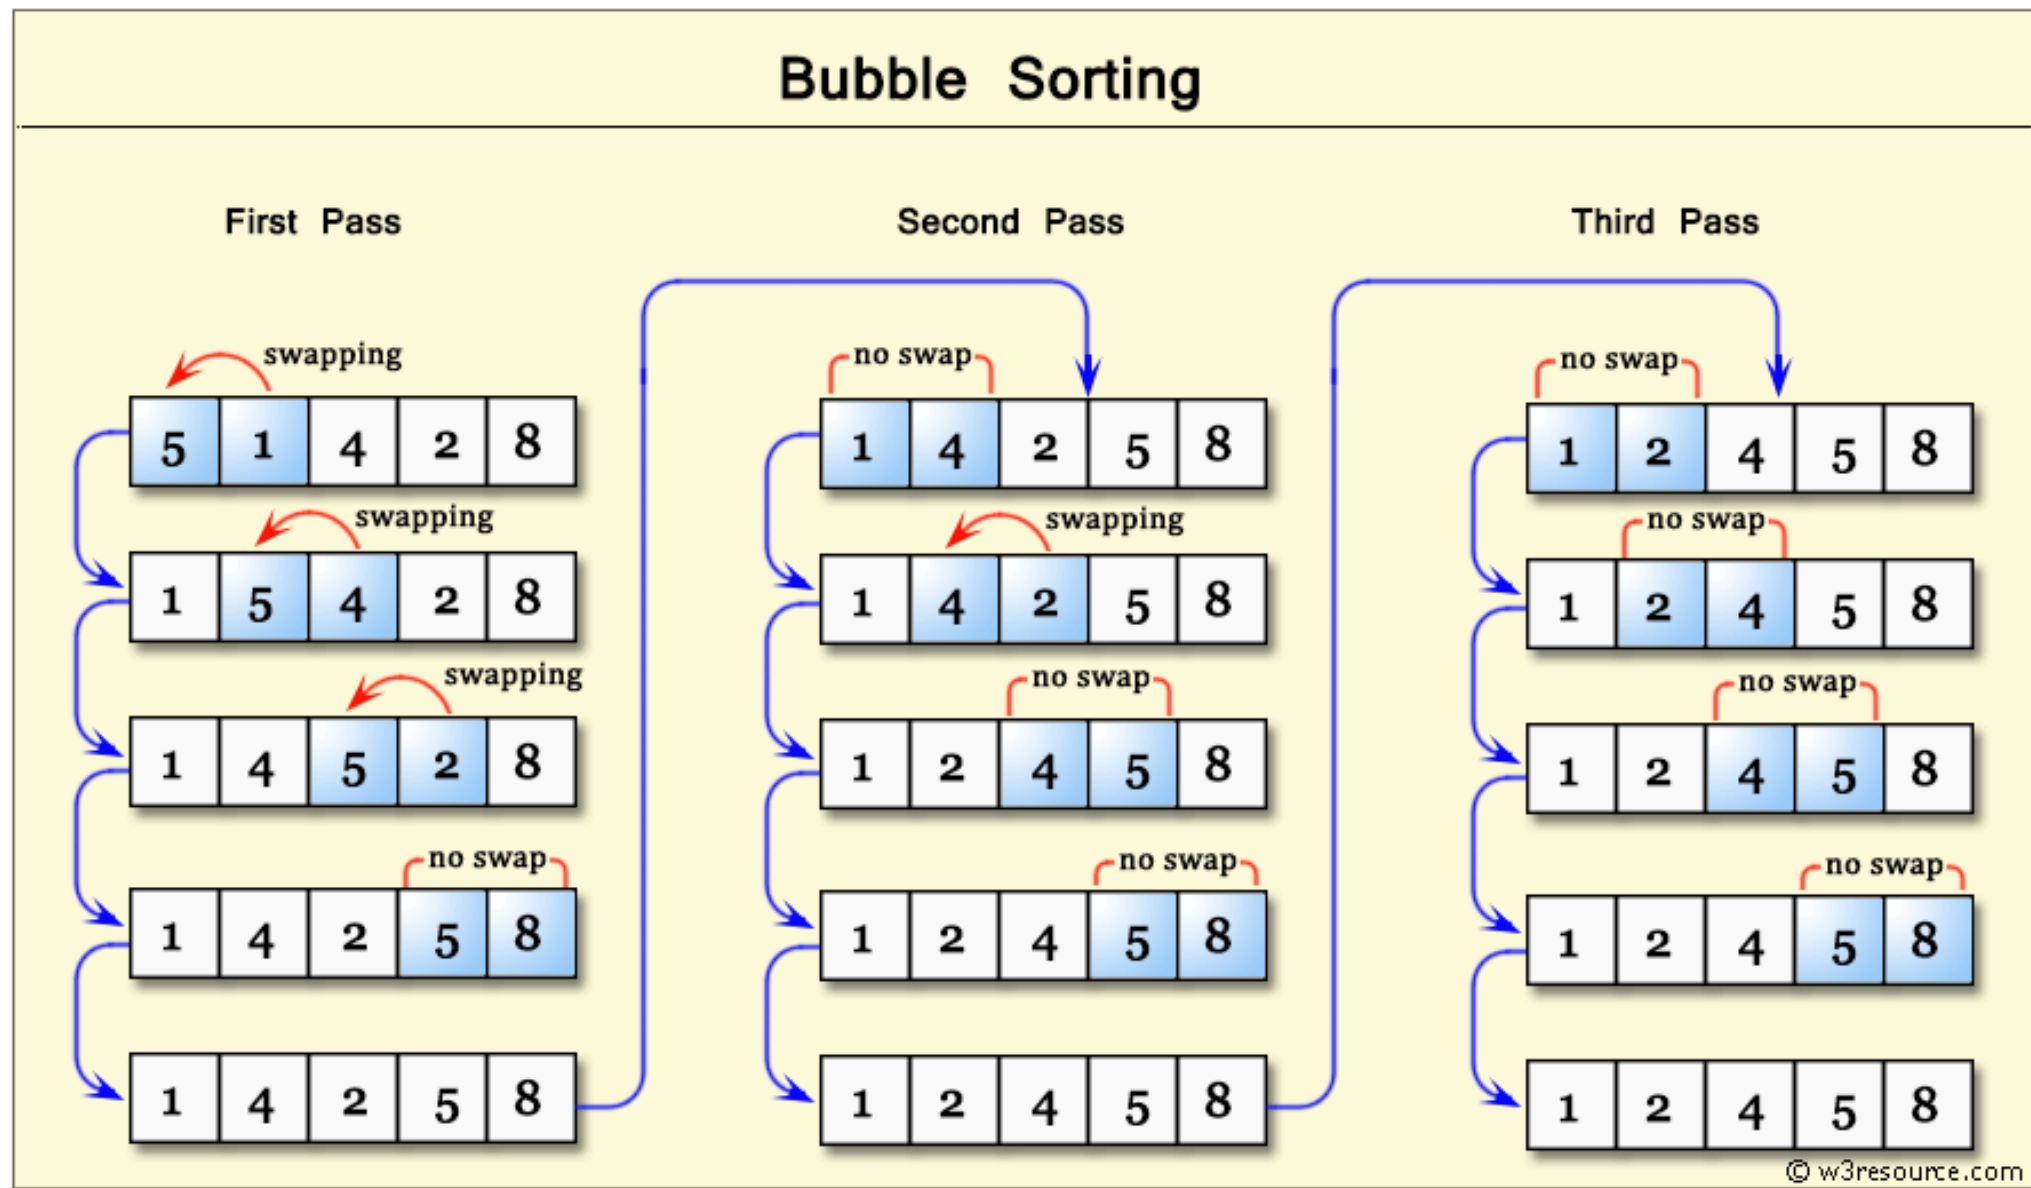 Bubble Sorting
First Pass
swapping
5 1 4 2 8
swapping
1 5 4 2 8
swapping
1 4 5 2 8
no swap
1 4 2 5 8
1 4 2 5 8
Second Pass
no swap
1 4 2 5 8
swapping
1 4 2 5 8
no swap
1 2 4 5 8
no swap
1 2 4 5 8
1 2 4 5 8
Third Pass
no swap
1 2 4 5 8
no swap
1 2 4 5 8
no swap
1 2 4 5 8
no swap
1 2 4 5 8
1 2 4 5 8
© w3resource.com